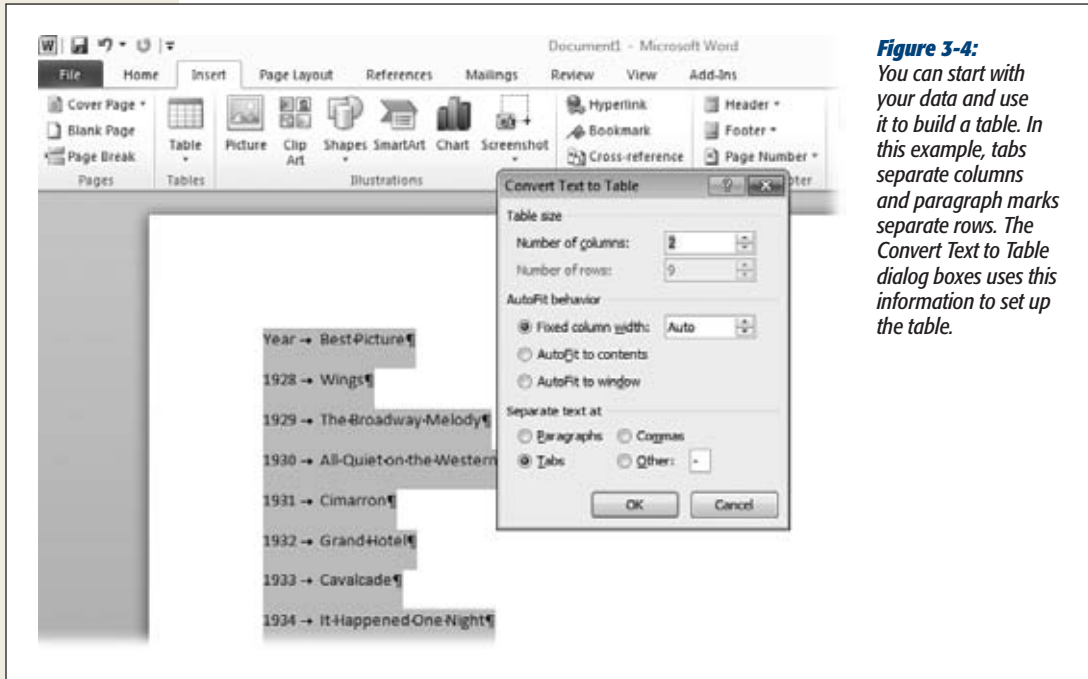 Document1 - Microsoft Word
File Home Insert Page Layout References Mailings Review View Add-Ins
Cover Page
Blank Page
Page Break
Pages
Table
Tables
Picture Clip Art Shapes SmartArt Chart Screenshot
Illustrations
Hyperlink
Bookmark
Cross-reference
Header
Footer
Page Number
Convert Text to Table
Table size
Number of columns: 2
Number of rows: 9
AutoFit behavior
Fixed column width: Auto
AutoFit to contents
AutoFit to window
Separate text at
Paragraphs Commas
Tabs Other: -
OK Cancel
Year → Best·Picture¶
1928 → Wings¶
1929 → The·Broadway·Melody¶
1930 → All·Quiet·on·the·Western
1931 → Cimarron¶
1932 → Grand·Hotel¶
1933 → Cavalcade¶
1934 → It·Happened·One·Night¶
Figure 3-4:
You can start with
your data and use
it to build a table. In
this example, tabs
separate columns
and paragraph marks
separate rows. The
Convert Text to Table
dialog boxes uses this
information to set up
the table.